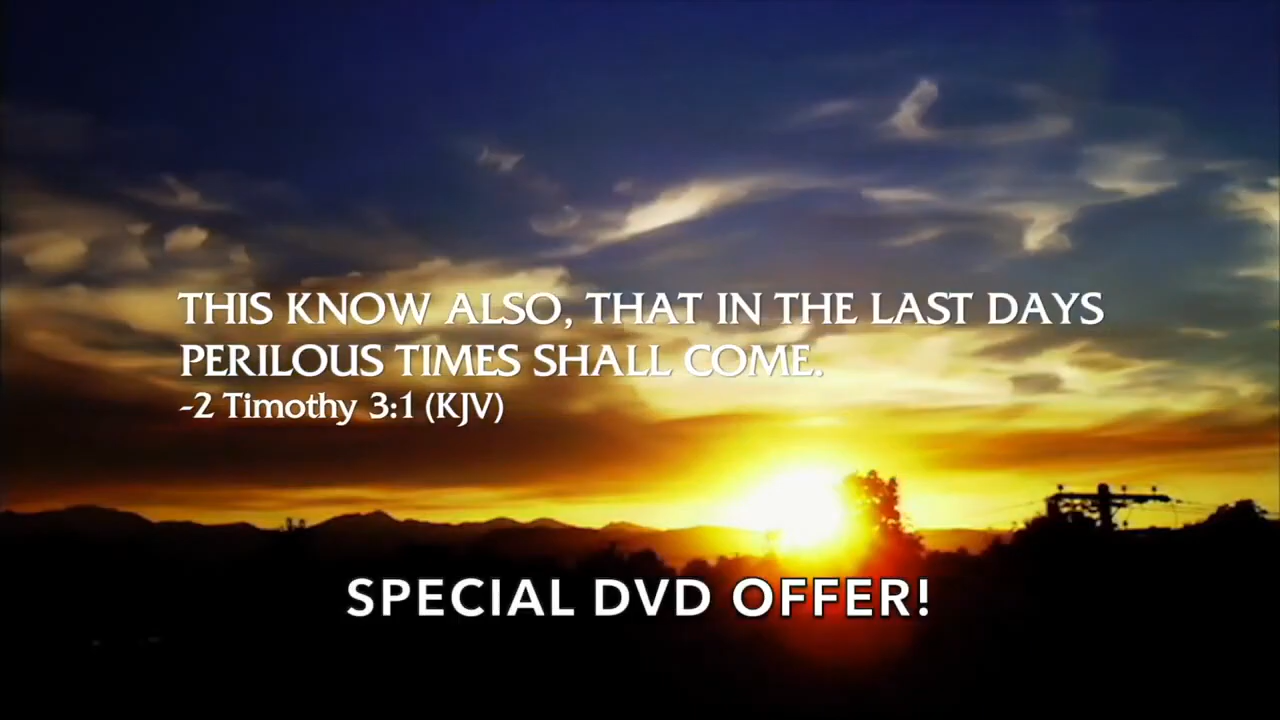 THIS KNOW ALSO, THAT IN THE LAST DAYS
PERILOUS TIMES SHALL COME.
-2 Timothy 3:1 (KJV)
SPECIAL DVD OFFER!